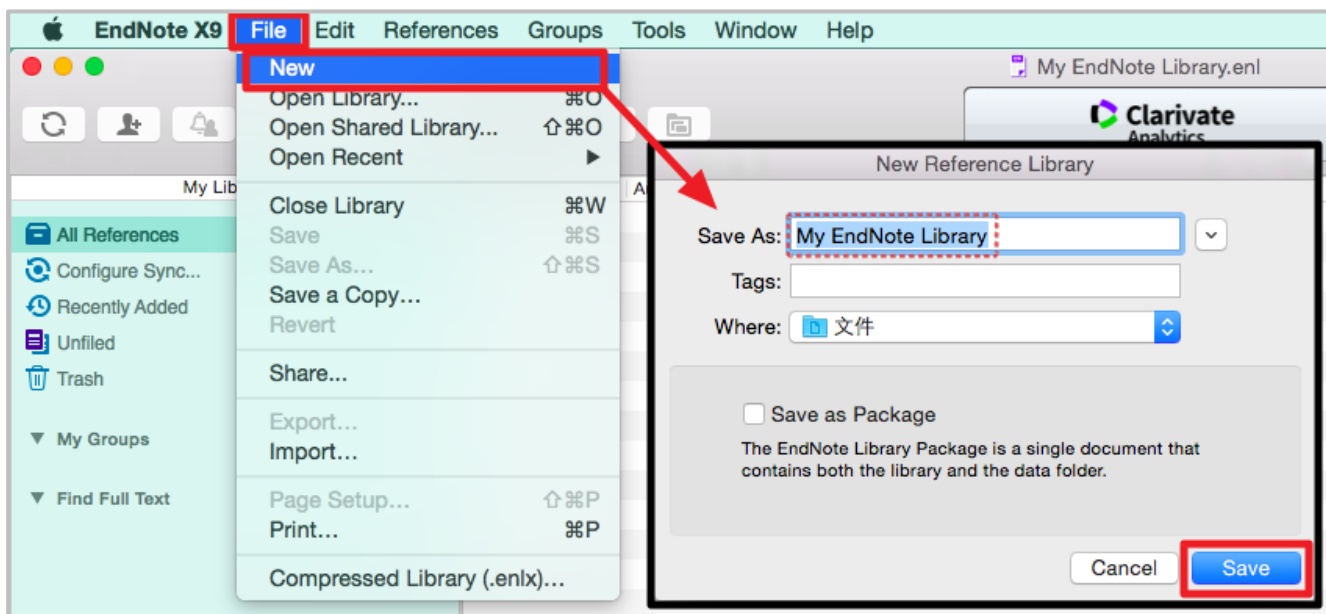 EndNote X9 File Edit References Groups Tools Window Help
My EndNote Library.enl
Clarivate
Analytics
New
Open Library... ⌘O
Open Shared Library... ⇧⌘O
Open Recent ▶
Close Library ⌘W
Save ⌘S
Save As... ⇧⌘S
Save a Copy...
Revert
Share...
Export...
Import...
Page Setup... ⇧⌘P
Print... ⌘P
Compressed Library (.enlx)...
My Lib
All References
Configure Sync...
Recently Added
Unfiled
Trash
▼ My Groups
▼ Find Full Text
New Reference Library
Save As: My EndNote Library
Tags:
Where: 文件
Save as Package
The EndNote Library Package is a single document that
contains both the library and the data folder.
Cancel Save